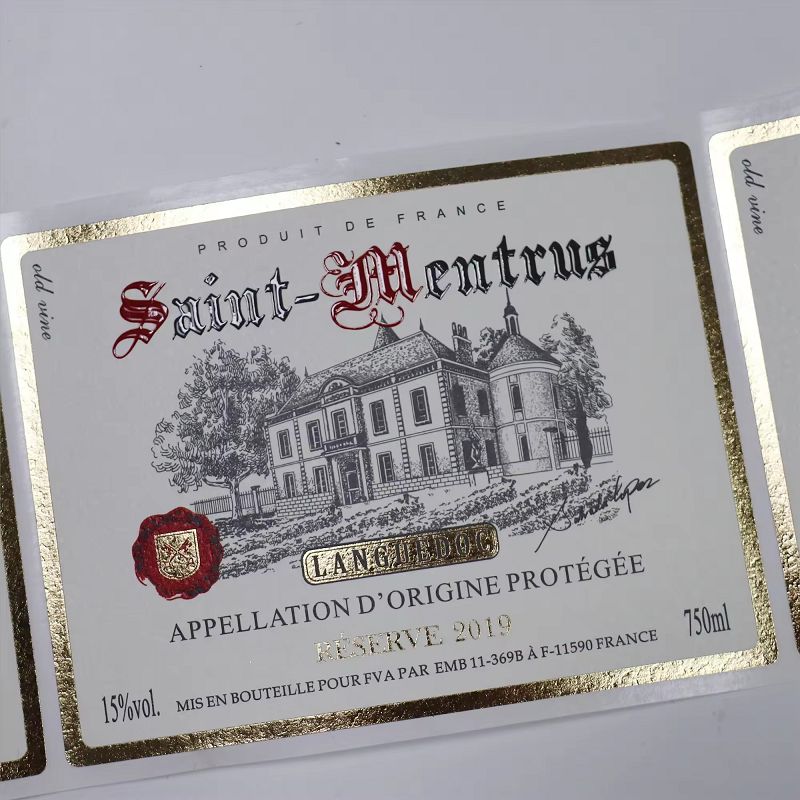 old vine
PRODUIT DE FRANCE
Saint-Mentrus
LANGUEDOC
APPELLATION D'ORIGINE PROTÉGÉE
RÉSERVE 2019
750ml
15%vol.
MIS EN BOUTEILLE POUR FVA PAR EMB 11-369B À F-11590 FRANCE
old vine